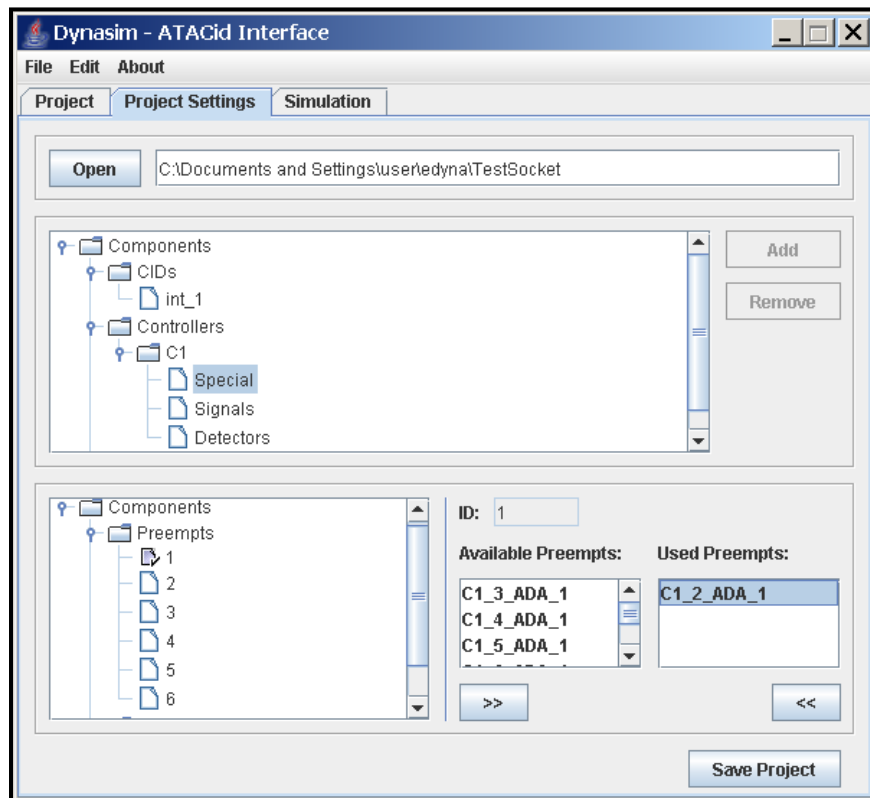 Dynasim - ATACid Interface
File Edit About
Project Project Settings Simulation
Open C:\Documents and Settings\user\edyna\TestSocket
Components
CIDs
int_1
Controllers
C1
Special
Signals
Detectors
Add
Remove
Components
Preempts
1
2
3
4
5
6
ID: 1
Available Preempts: Used Preempts:
C1_3_ADA_1 C1_2_ADA_1
C1_4_ADA_1
C1_5_ADA_1
>> <<
Save Project